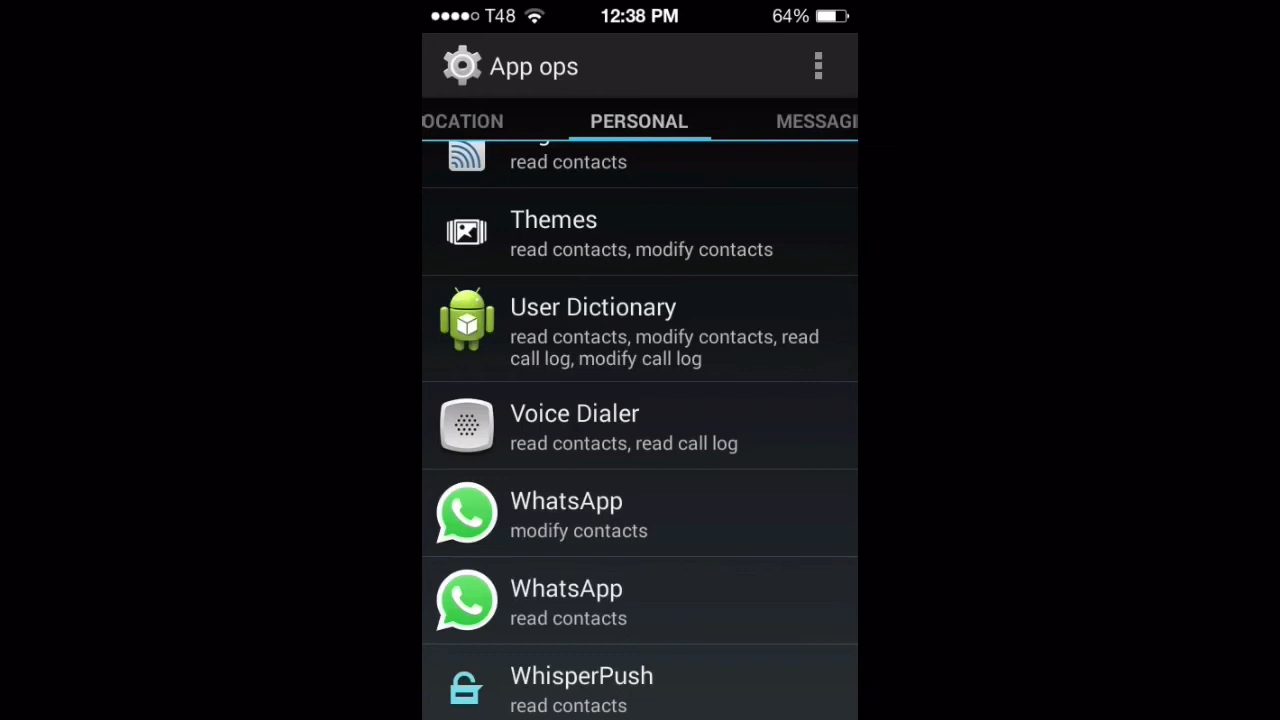 T48 12:38 PM 64%
App ops
OCATION PERSONAL MESSAGI
read contacts
Themes
read contacts, modify contacts
User Dictionary
read contacts, modify contacts, read
call log, modify call log
Voice Dialer
read contacts, read call log
WhatsApp
modify contacts
WhatsApp
read contacts
WhisperPush
read contacts